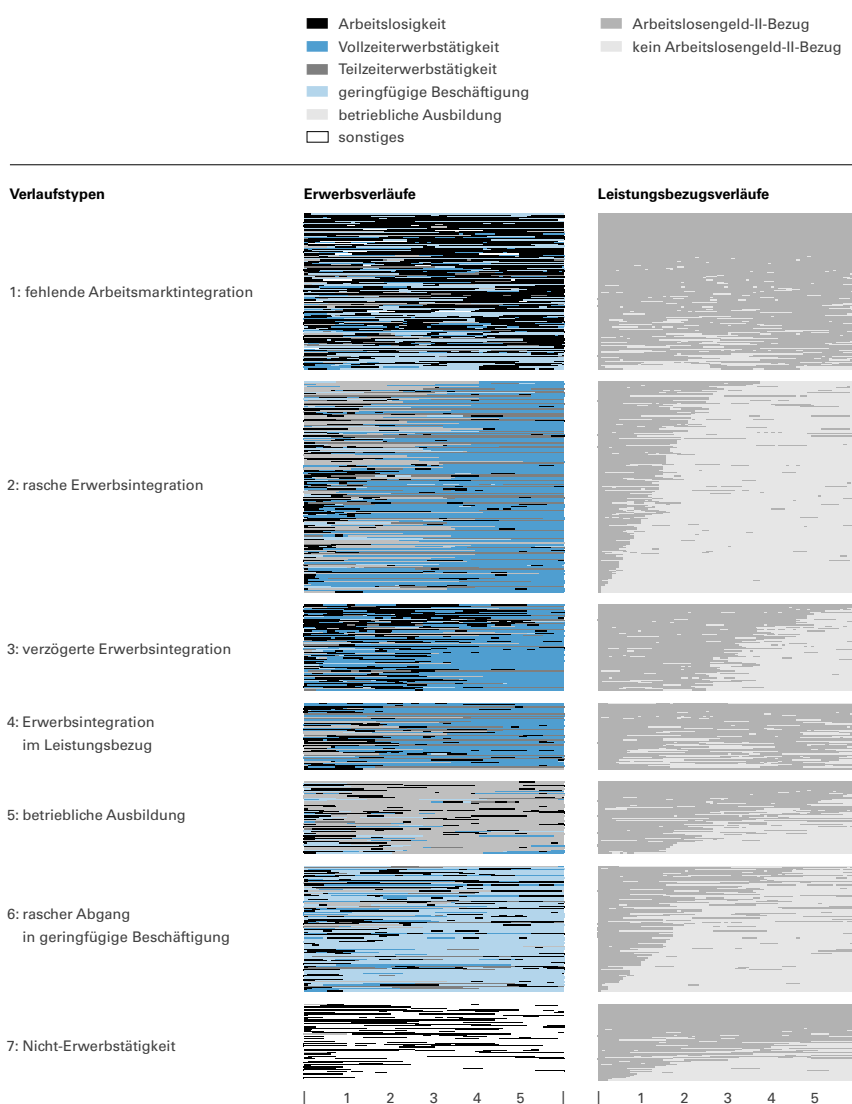 Arbeitslosigkeit
Vollzeiterwerbstätigkeit
Teilzeiterwerbstätigkeit
geringfügige Beschäftigung
betriebliche Ausbildung
sonstiges
Arbeitslosengeld-II-Bezug
kein Arbeitslosengeld-II-Bezug
Verlaufstypen
Erwerbsverläufe
Leistungsbezugsverläufe
1: fehlende Arbeitsmarktintegration
2: rasche Erwerbsintegration
3: verzögerte Erwerbsintegration
4: Erwerbsintegration
im Leistungsbezug
5: betriebliche Ausbildung
6: rascher Abgang
in geringfügige Beschäftigung
7: Nicht-Erwerbstätigkeit
1 2 3 4 5
1 2 3 4 5